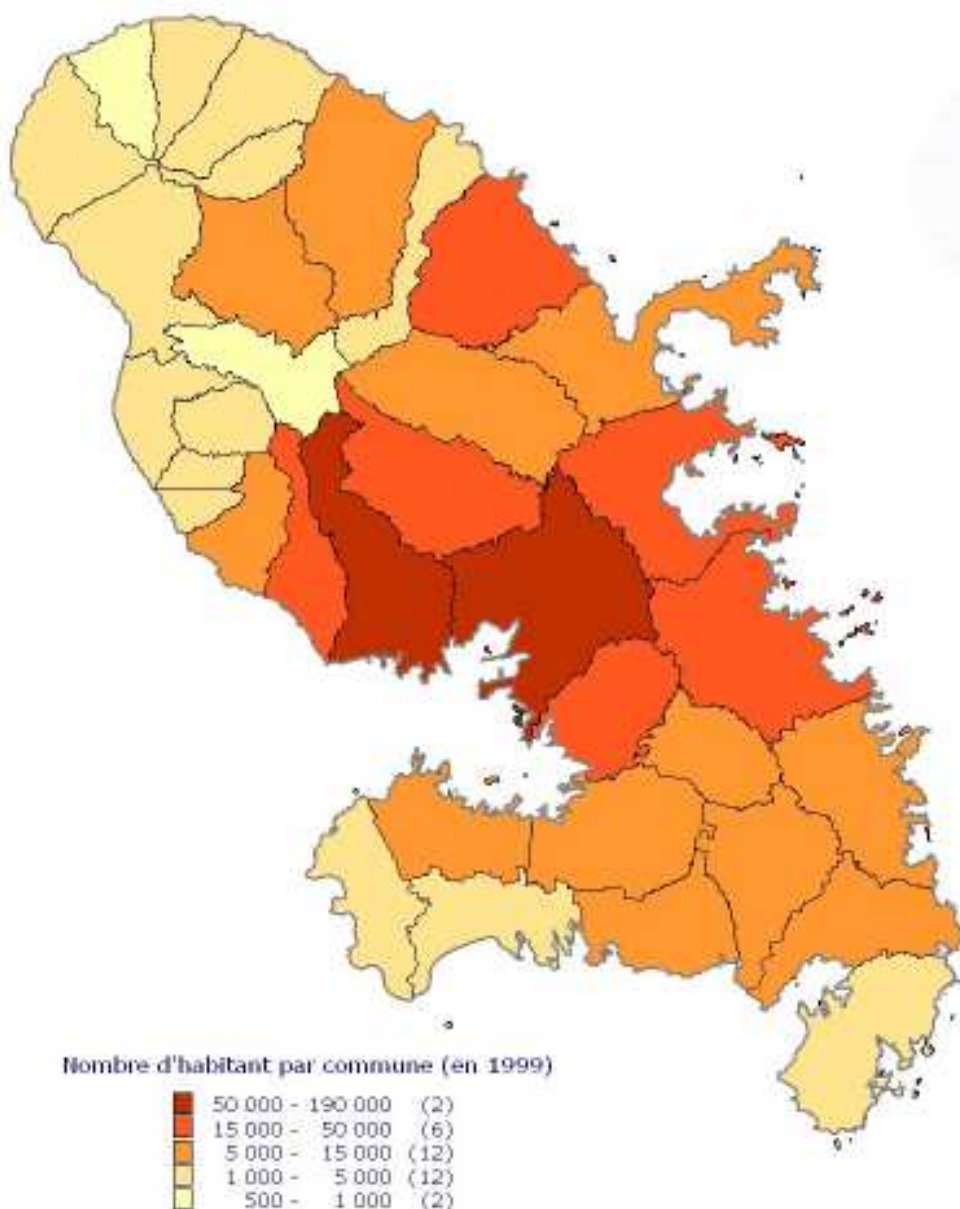 Nombre d'habitant par commune (en 1999)
50 000 - 190 000 (2)
15 000 - 50 000 (6)
5 000 - 15 000 (12)
1 000 - 5 000 (12)
500 - 1 000 (2)